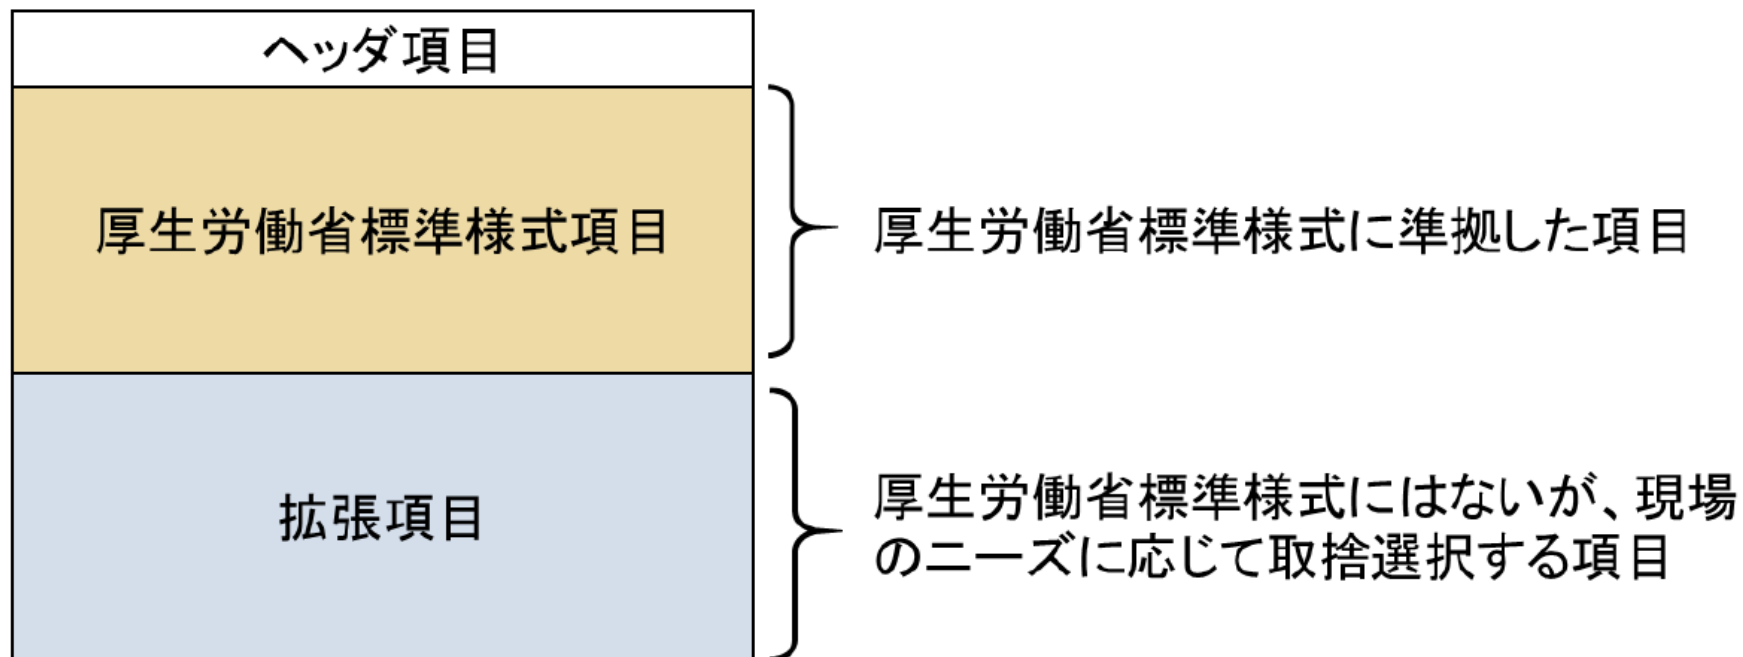 ヘッダ項目
厚生労働省標準様式項目
厚生労働省標準様式に準拠した項目
拡張項目
厚生労働省標準様式にはないが、現場
のニーズに応じて取捨選択する項目